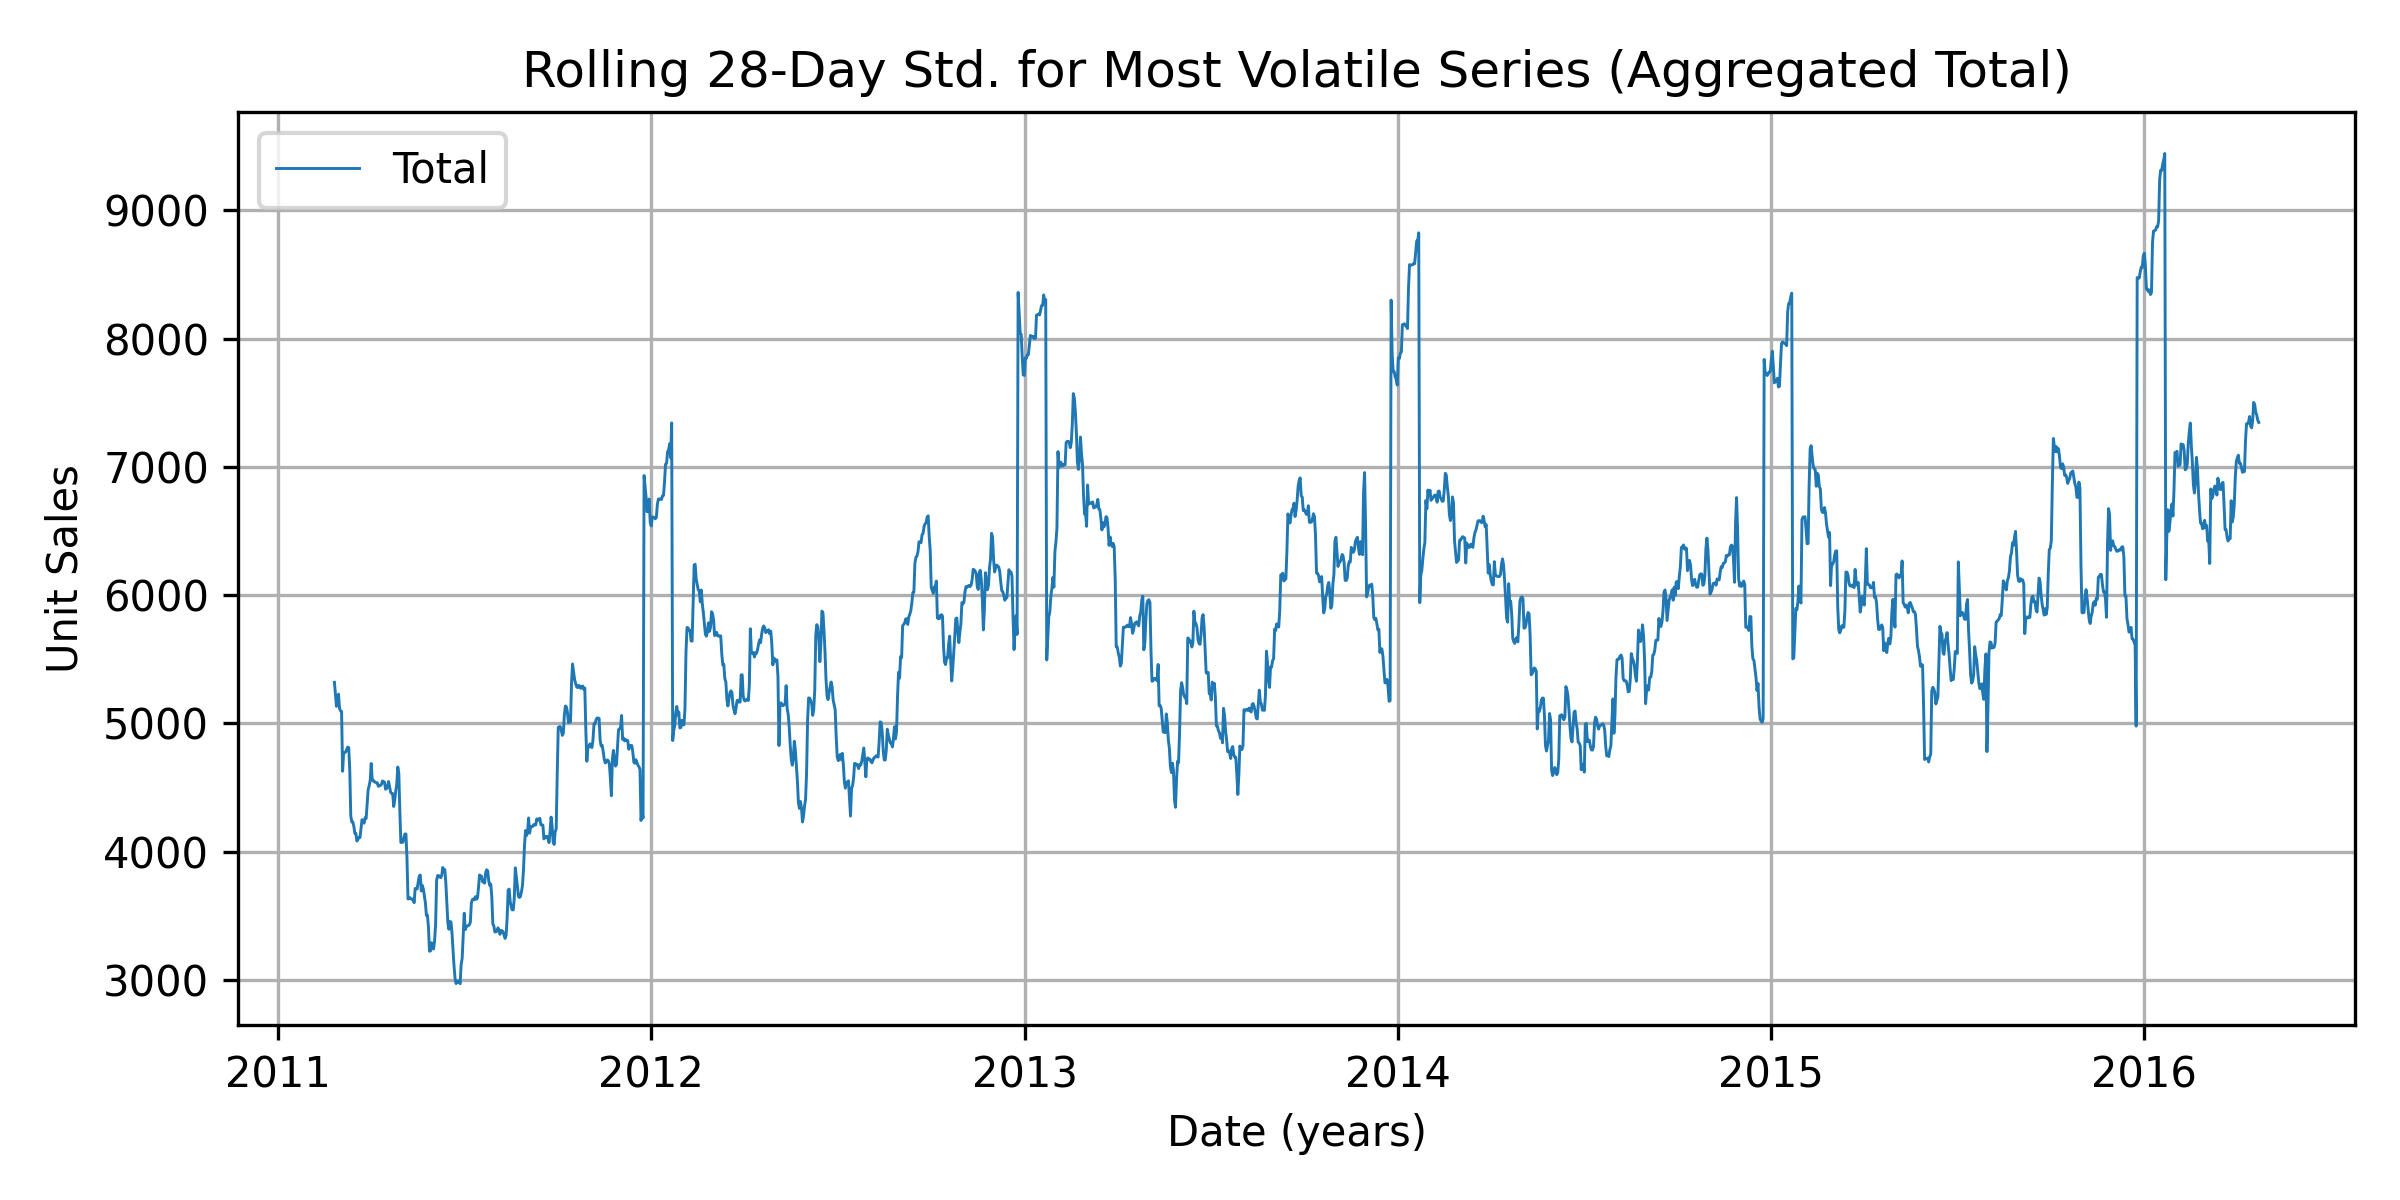 Rolling 28-Day Std. for Most Volatile Series (Aggregated Total)
Total
Unit Sales
9000
8000
7000
6000
5000
4000
3000
2011 2012 2013 2014 2015 2016
Date (years)